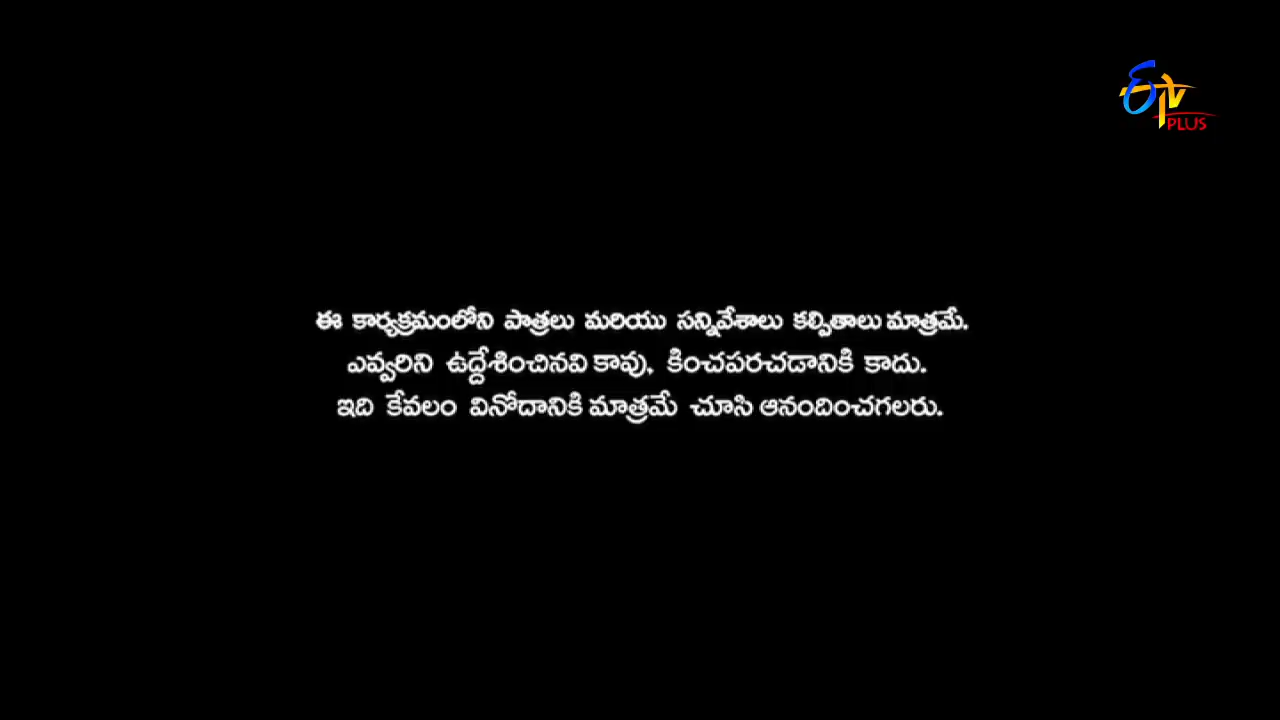 ETV
PLUS
ఈ కార్యక్రమంలోని పాత్రలు మరియు సన్నివేశాలు కల్పితాలు మాత్రమే.
ఎవ్వరిని ఉద్దేశించినవి కావు, కించపరచడానికి కాదు.
ఇది కేవలం వినోదానికి మాత్రమే చూసి ఆనందించగలరు.